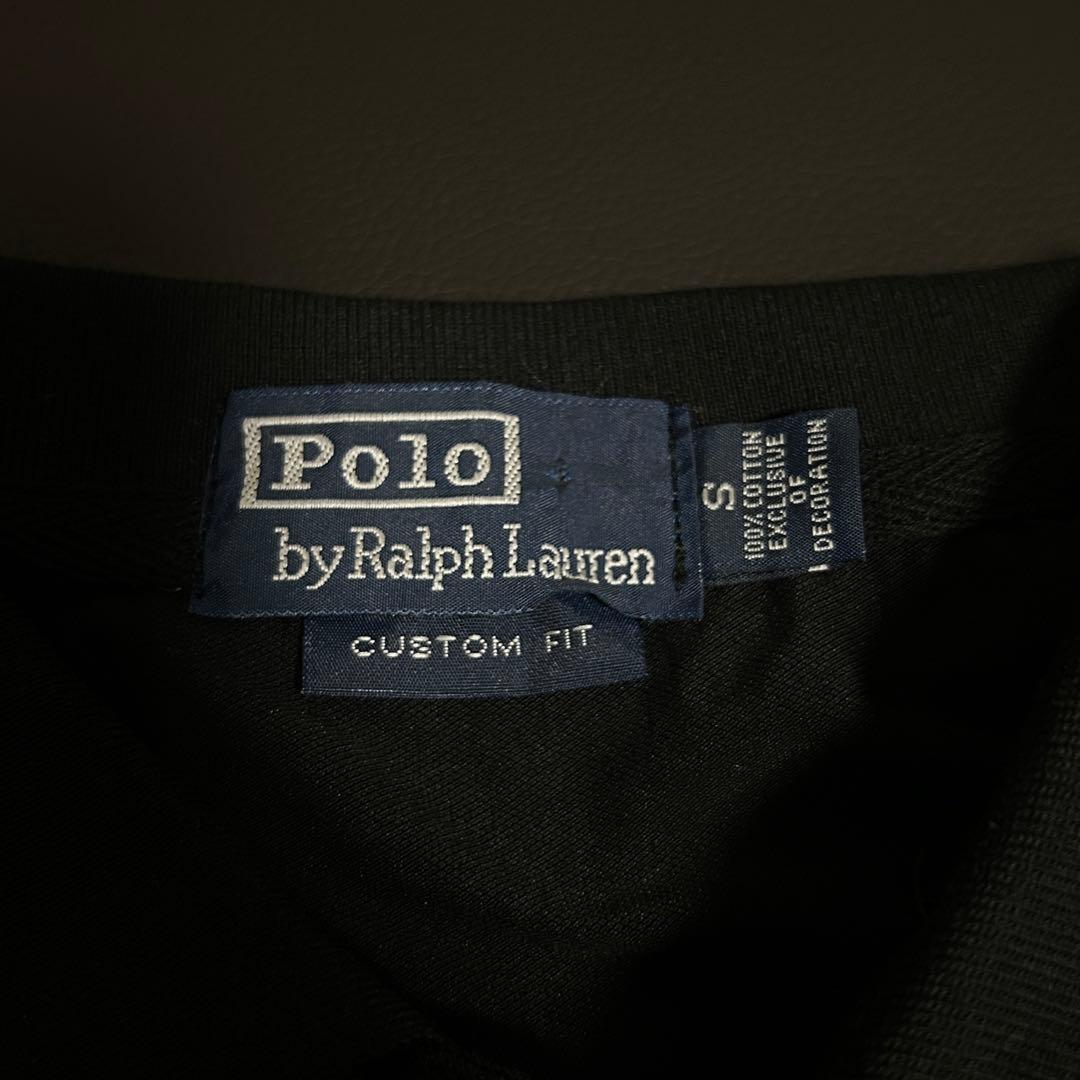 Polo
by Ralph Lauren
CUSTOM FIT
S
100% COTTON
EXCLUSIVE
OF
DECORATION